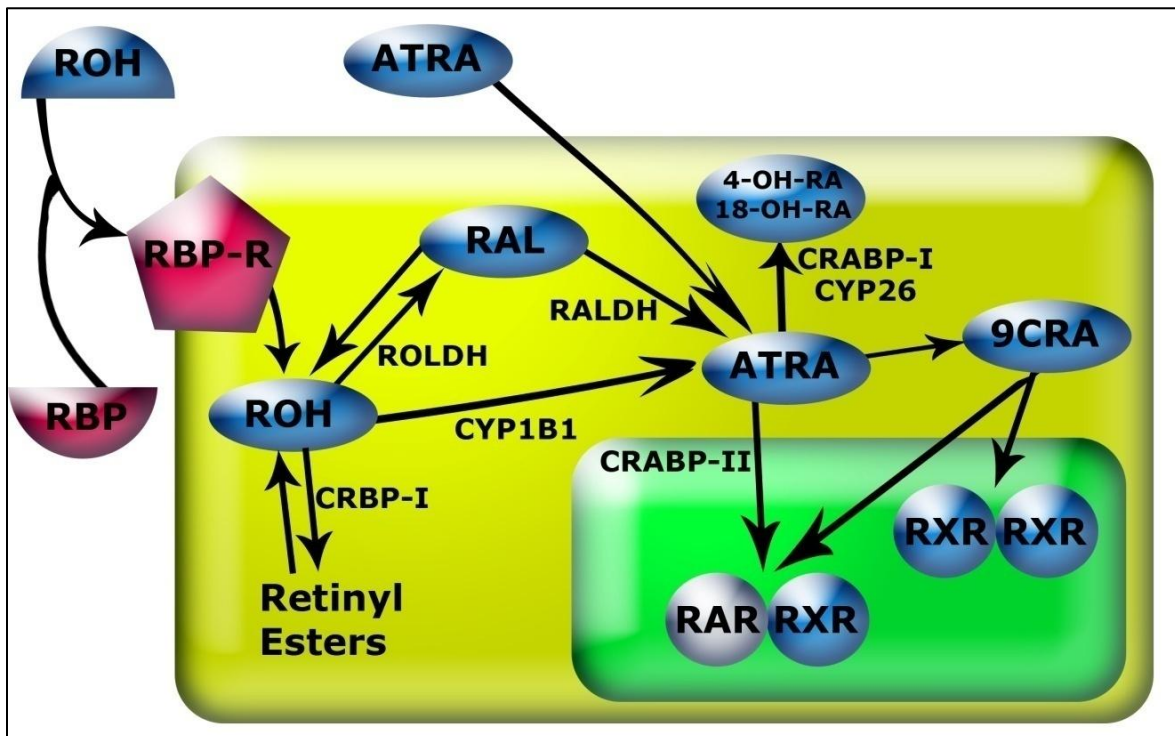 ROH
ATRA
4-OH-RA
18-OH-RA
RBP-R
RAL
CRABP-I
CYP26
RALDH
9CRA
ROLDH
ATRA
RBP
ROH
CYP1B1
CRABP-II
CRBP-I
RXR RXR
Retinyl
Esters
RAR RXR